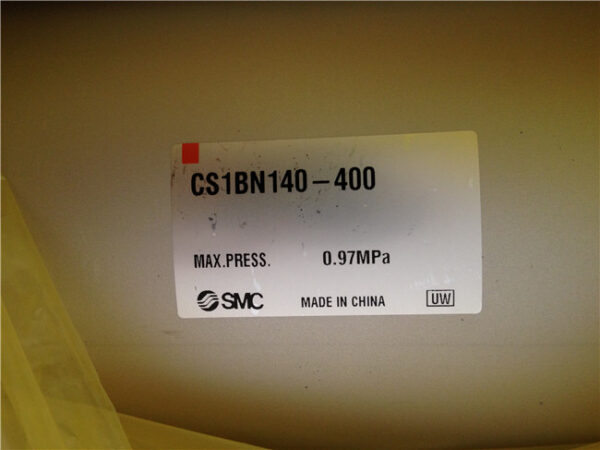 CS1BN140-400
MAX.PRESS. 0.97MPa
SMC MADE IN CHINA UW